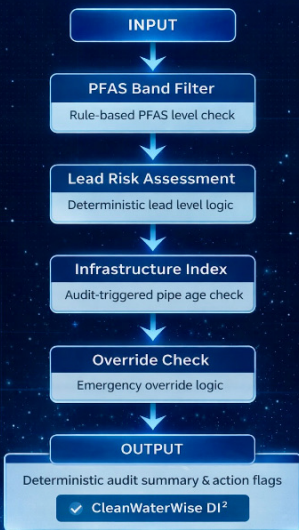 INPUT
PFAS Band Filter
Rule-based PFAS level check
Lead Risk Assessment
Deterministic lead level logic
Infrastructure Index
Audit-triggered pipe age check
Override Check
Emergency override logic
OUTPUT
Deterministic audit summary & action flags
CleanWaterWise DI²